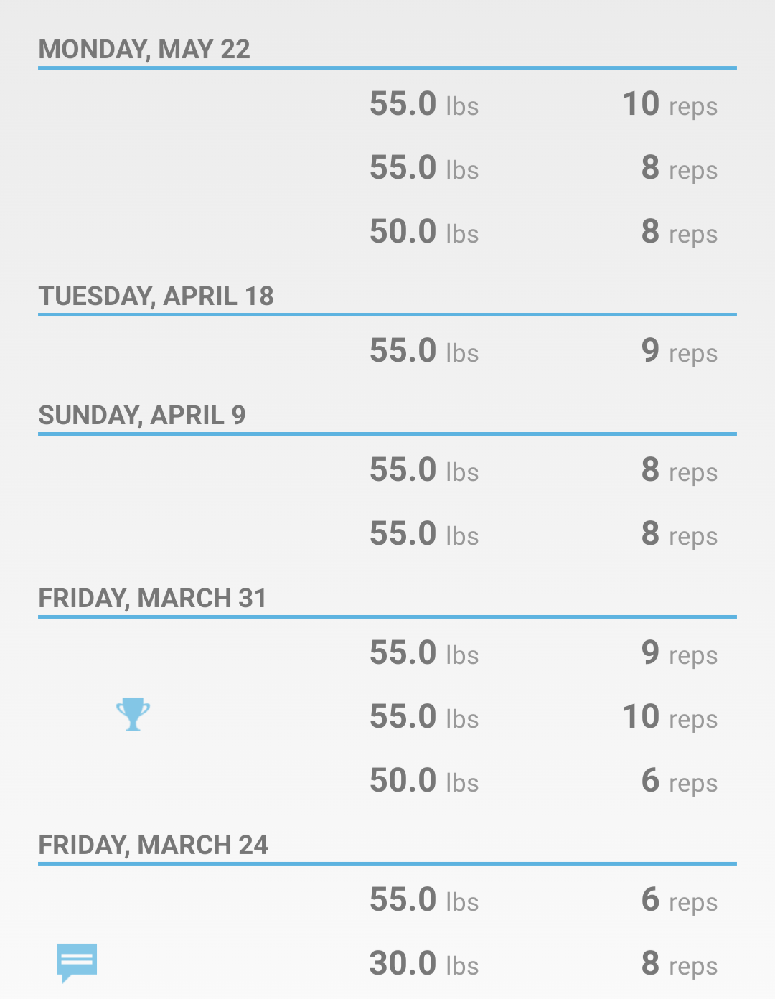 MONDAY, MAY 22
55.0 lbs 10 reps
55.0 lbs 8 reps
50.0 lbs 8 reps
TUESDAY, APRIL 18
55.0 lbs 9 reps
SUNDAY, APRIL 9
55.0 lbs 8 reps
55.0 lbs 8 reps
FRIDAY, MARCH 31
55.0 lbs 9 reps
55.0 lbs 10 reps
50.0 lbs 6 reps
FRIDAY, MARCH 24
55.0 lbs 6 reps
30.0 lbs 8 reps